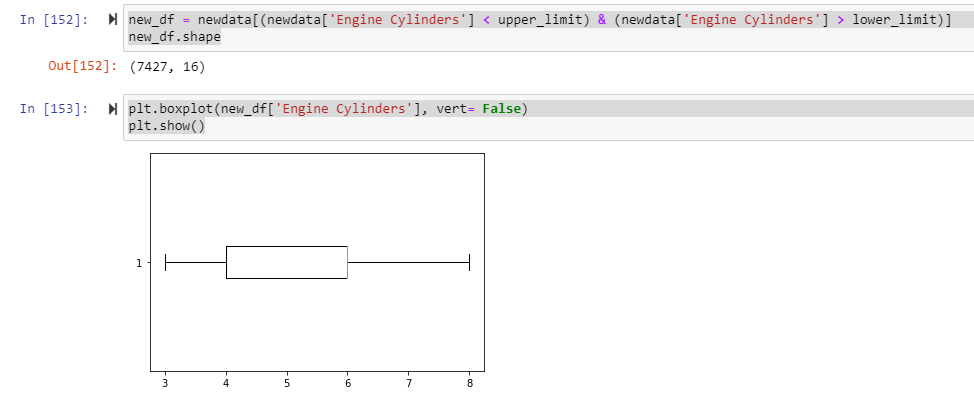 In [152]: new_df = newdata[(newdata['Engine Cylinders'] < upper_limit) & (newdata['Engine Cylinders'] > lower_limit)]
new_df.shape
Out[152]: (7427, 16)
In [153]: plt.boxplot(new_df['Engine Cylinders'], vert= False)
plt.show()
1
3 4 5 6 7 8